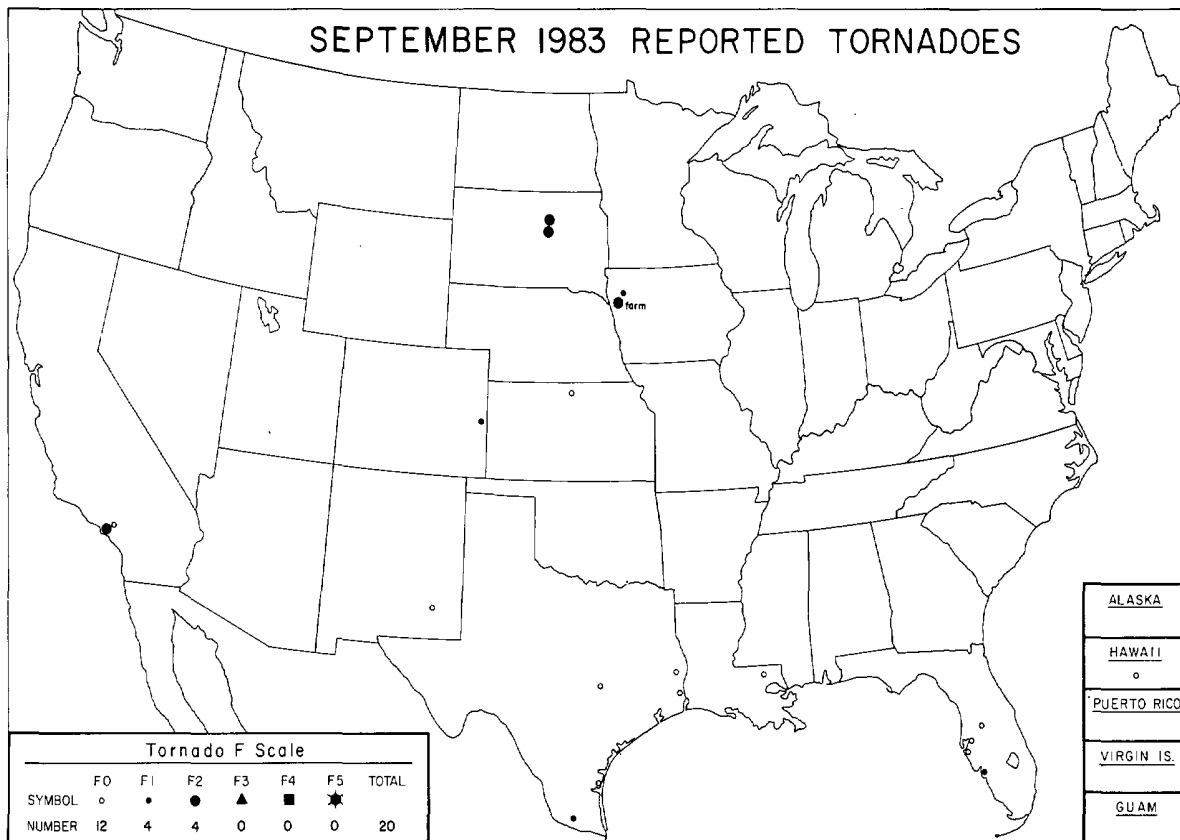 SEPTEMBER 1983 REPORTED TORNADOES
farm
ALASKA
HAWAII
PUERTO RICO
VIRGIN IS.
GUAM
Tornado F Scale
F0 F1 F2 F3 F4 F5 TOTAL
SYMBOL
NUMBER 12 4 4 0 0 0 20